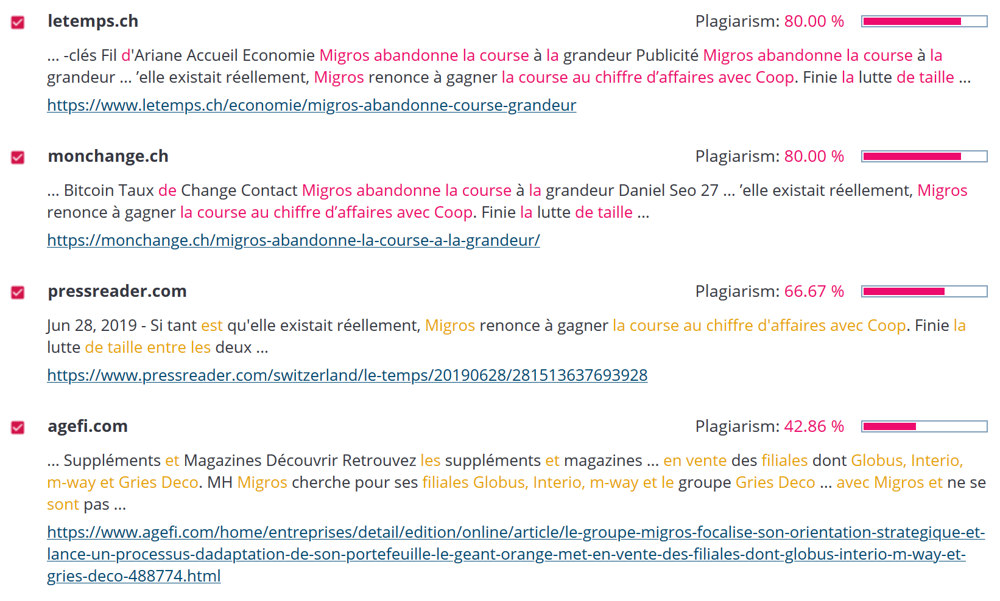 letemps.ch Plagiarism: 80.00 %
... -clés Fil d'Ariane Accueil Economie Migros abandonne la course à la grandeur Publicité Migros abandonne la course à la
grandeur ... ’elle existait réellement, Migros renonce à gagner la course au chiffre d’affaires avec Coop. Finie la lutte de taille ...
https://www.letemps.ch/economie/migros-abandonne-course-grandeur
monchange.ch Plagiarism: 80.00 %
... Bitcoin Taux de Change Contact Migros abandonne la course à la grandeur Daniel Seo 27 ... ’elle existait réellement, Migros
renonce à gagner la course au chiffre d’affaires avec Coop. Finie la lutte de taille ...
https://monchange.ch/migros-abandonne-la-course-a-la-grandeur/
pressreader.com Plagiarism: 66.67 %
Jun 28, 2019 - Si tant est qu'elle existait réellement, Migros renonce à gagner la course au chiffre d'affaires avec Coop. Finie la
lutte de taille entre les deux ...
https://www.pressreader.com/switzerland/le-temps/20190628/281513637693928
agefi.com Plagiarism: 42.86 %
... Suppléments et Magazines Découvrir Retrouvez les suppléments et magazines ... en vente des filiales dont Globus, Interio,
m-way et Gries Deco. MH Migros cherche pour ses filiales Globus, Interio, m-way et le groupe Gries Deco ... avec Migros et ne se
sont pas ...
https://www.agefi.com/home/entreprises/detail/edition/online/article/le-groupe-migros-focalise-son-orientation-strategique-et-
lance-un-processus-dadaptation-de-son-portefeuille-le-geant-orange-met-en-vente-des-filiales-dont-globus-interio-m-way-et-
gries-deco-488774.html